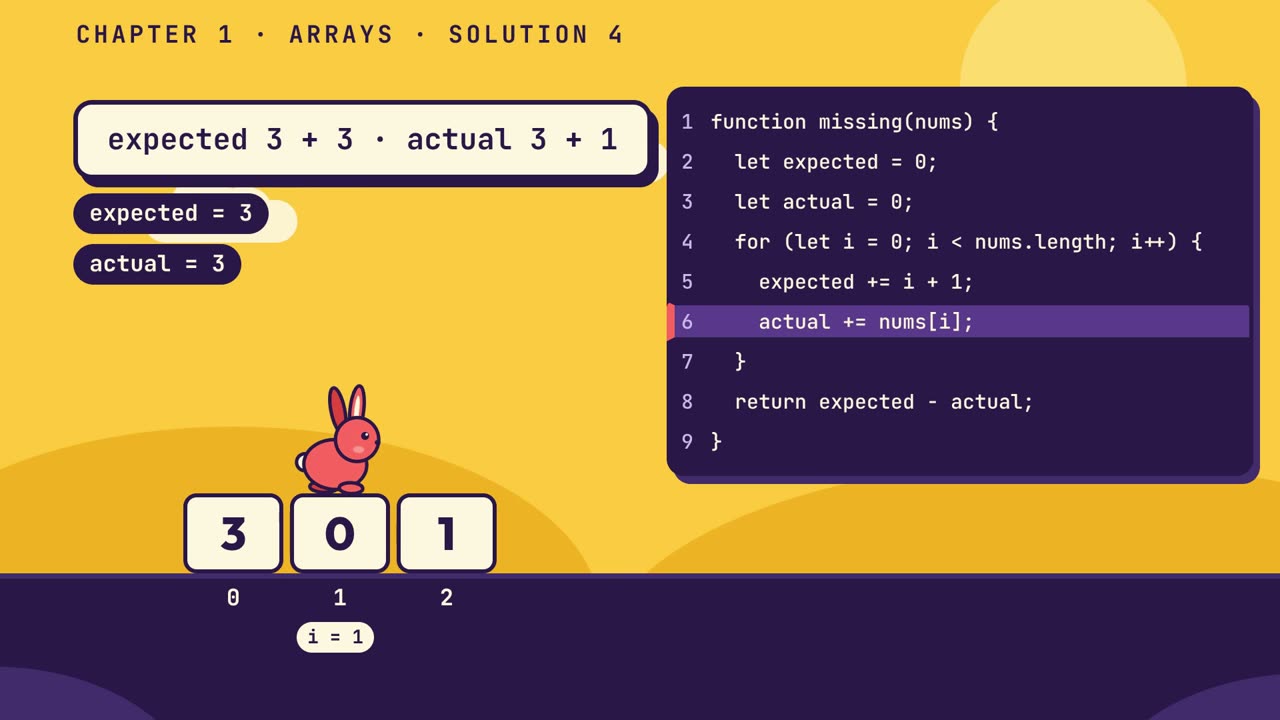 CHAPTER 1 · ARRAYS · SOLUTION 4
expected 3 + 3 · actual 3 + 1
expected = 3
actual = 3
1 function missing(nums) {
2 let expected = 0;
3 let actual = 0;
4 for (let i = 0; i < nums.length; i++) {
5 expected += i + 1;
6 actual += nums[i];
7 }
8 return expected - actual;
9 }
3 0 1
0 1 2
i = 1